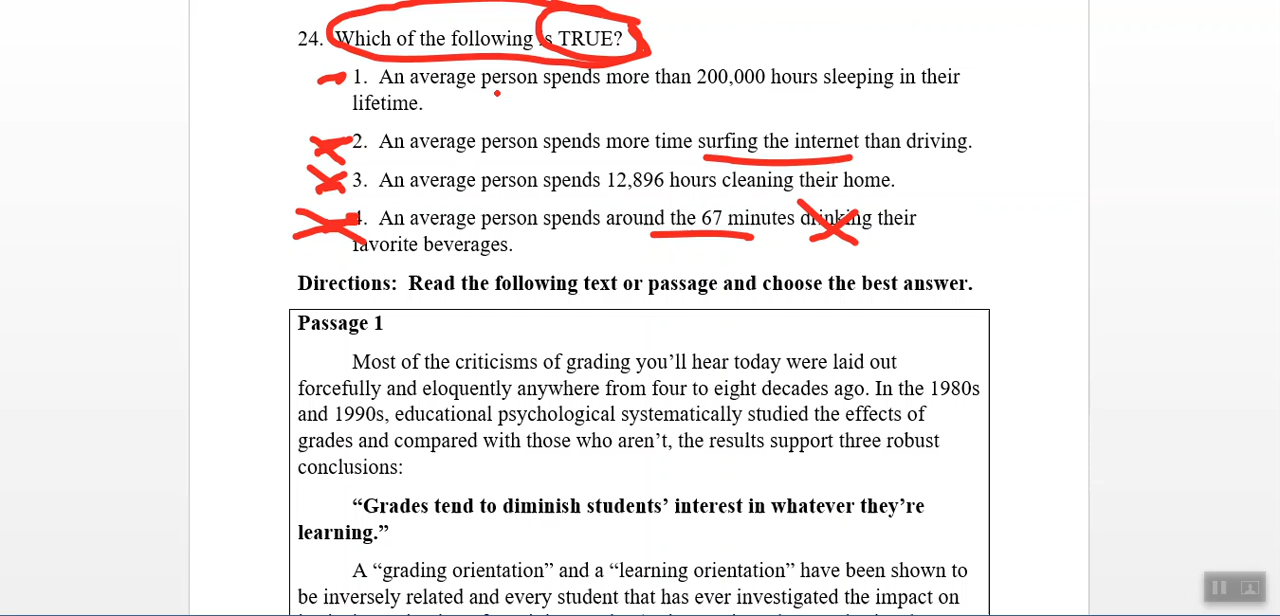 24. Which of the following is TRUE?
1. An average person spends more than 200,000 hours sleeping in their
lifetime.
2. An average person spends more time surfing the internet than driving.
3. An average person spends 12,896 hours cleaning their home.
4. An average person spends around the 67 minutes drinking their
favorite beverages.
Directions: Read the following text or passage and choose the best answer.
Passage 1
Most of the criticisms of grading you’ll hear today were laid out
forcefully and eloquently anywhere from four to eight decades ago. In the 1980s
and 1990s, educational psychological systematically studied the effects of
grades and compared with those who aren’t, the results support three robust
conclusions:
“Grades tend to diminish students’ interest in whatever they’re
learning.”
A “grading orientation” and a “learning orientation” have been shown to
be inversely related and every student that has ever investigated the impact on